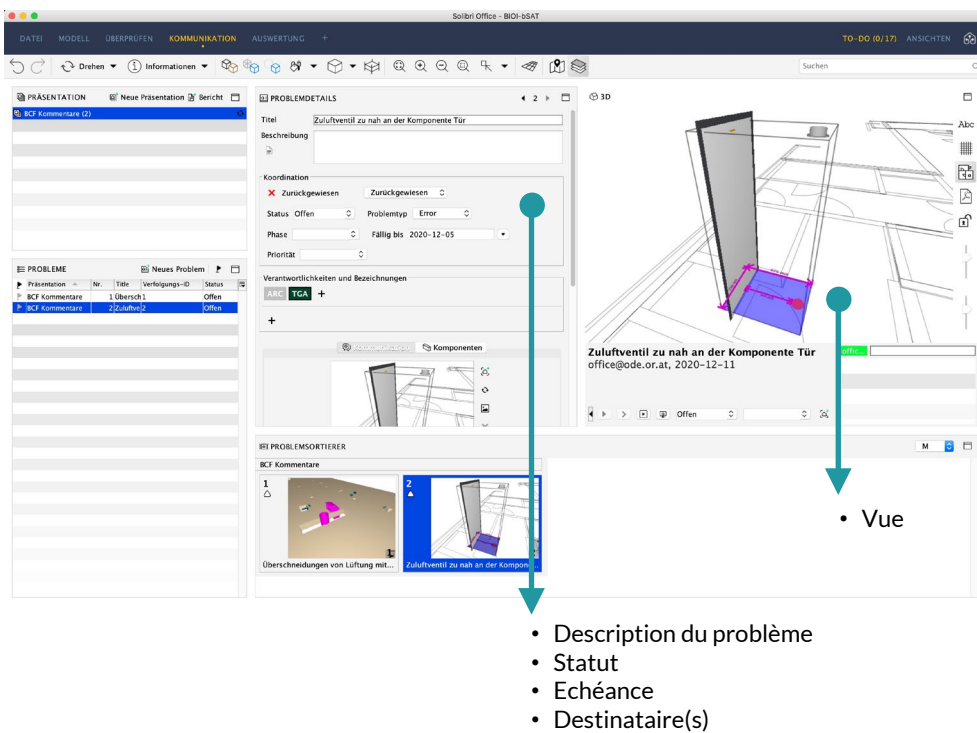 Solibri Office - BIOI-bSAT
DATEI MODELL ÜBERPRÜFEN KOMMUNIKATION AUSWERTUNG + TO-DO (0/17) ANSICHTEN
Drehen Informationen Suchen
PRÄSENTATION Neue Präsentation Bericht
BCF Kommentare (2)
PROBLEME Neues Problem
Präsentation Nr. Title Verfolgungs-ID Status
BCF Kommentare 1 Übersch 1 Offen
BCF Kommentare 2 Zuluftve 2 Offen
PROBLEMDETAILS 2
Titel Zuluftventil zu nah an der Komponente Tür
Beschreibung
Koordination
Zurückgewiesen Zurückgewiesen
Status Offen Problemtyp Error
Phase Fällig bis 2020-12-05
Priorität
Verantwortlichkeiten und Bezeichnungen
ARC TGA +
+
Komponenten
3D
Abc
Zuluftventil zu nah an der Komponente Tür
office@ode.or.at, 2020-12-11
offic...
Offen
PROBLEMSORTIERER M
BCF Kommentare
1
2
Überschneidungen von Lüftung mit...
Zuluftventil zu nah an der Kompone...
• Vue
• Description du problème
• Statut
• Echéance
• Destinataire(s)